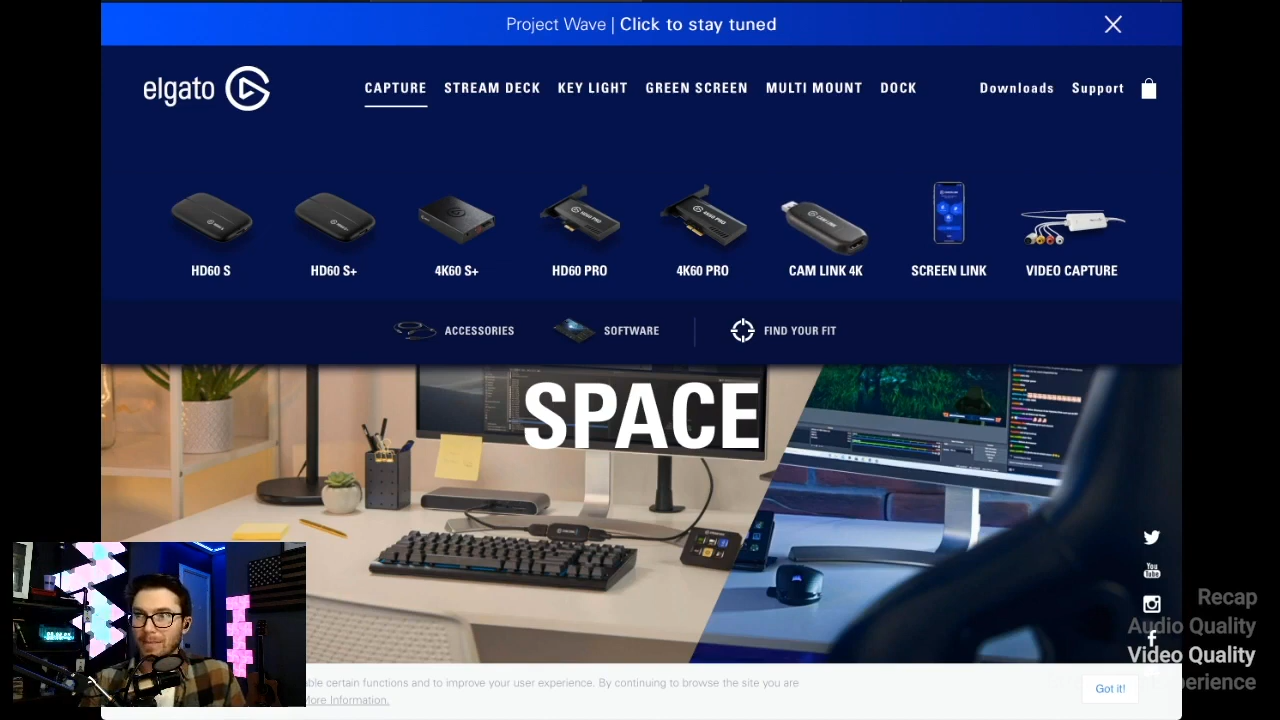 Project Wave | Click to stay tuned
elgato
CAPTURE STREAM DECK KEY LIGHT GREEN SCREEN MULTI MOUNT DOCK
Downloads Support
HD60 S HD60 S+ 4K60 S+ HD60 PRO 4K60 PRO CAM LINK 4K SCREEN LINK VIDEO CAPTURE
ACCESSORIES SOFTWARE FIND YOUR FIT
SPACE
You
Tube
Recap
Audio Quality
Video Quality
perience
able certain functions and to improve your user experience. By continuing to browse the site you are
More Information.
Got it!